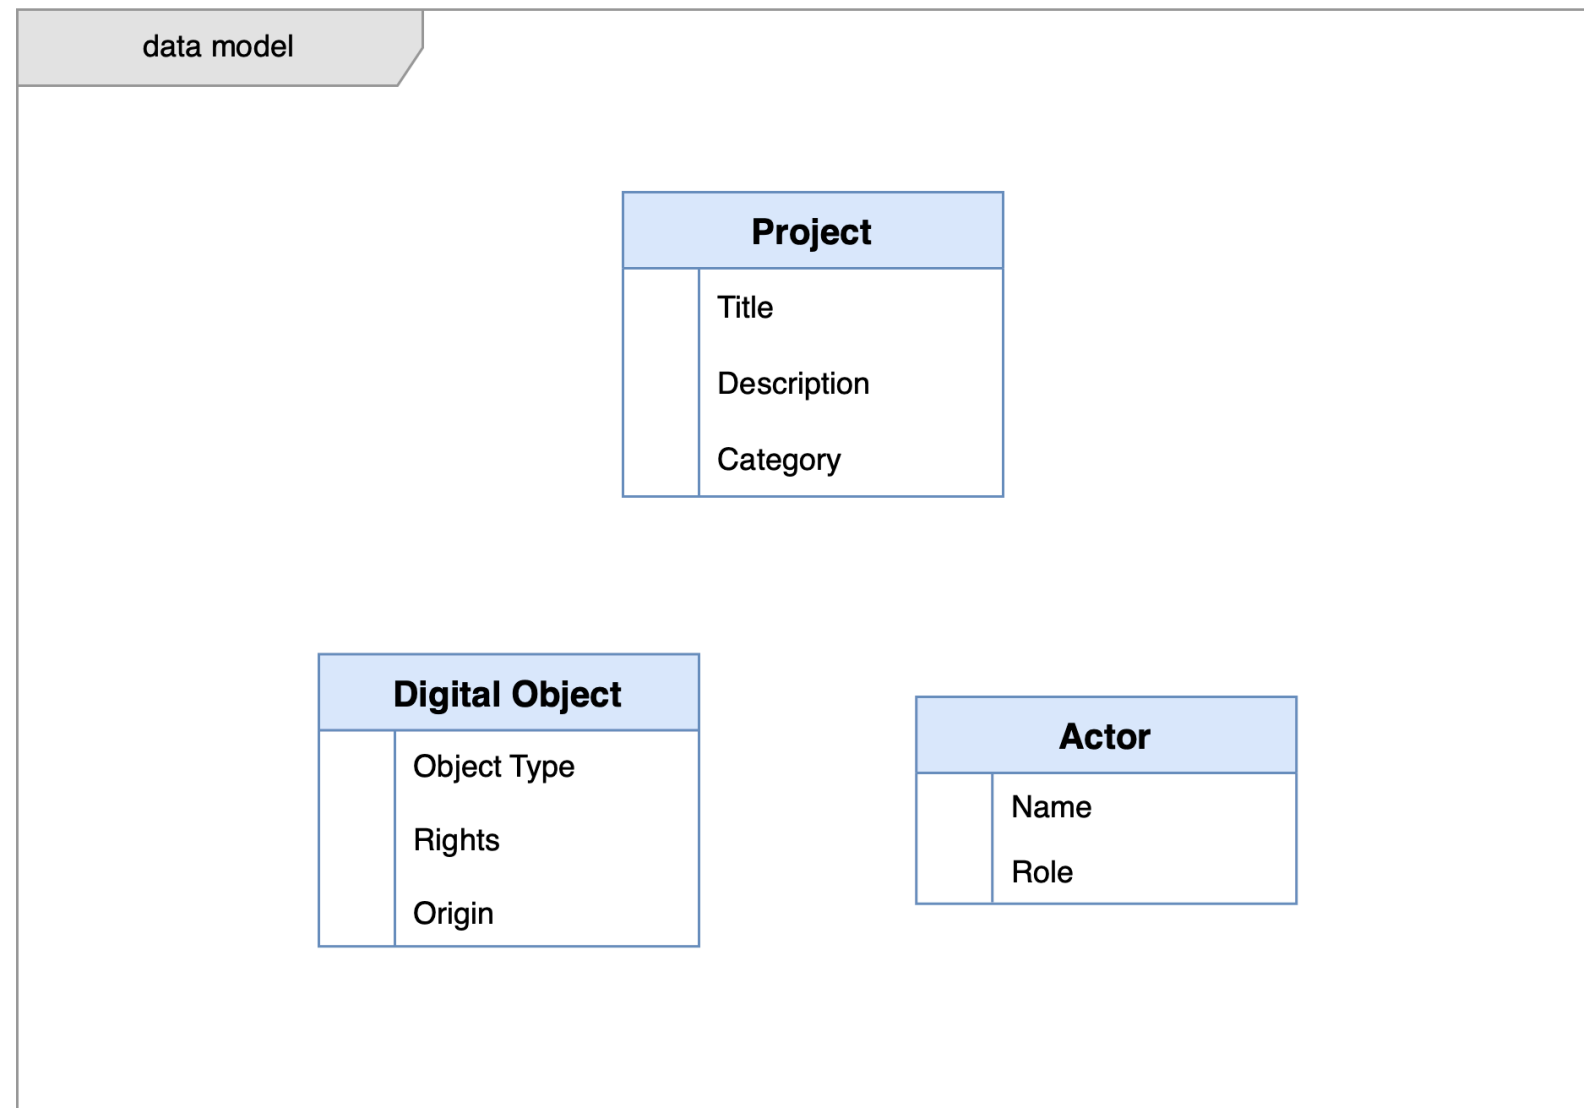 data model
Project
Title
Description
Category
Digital Object
Object Type
Rights
Origin
Actor
Name
Role